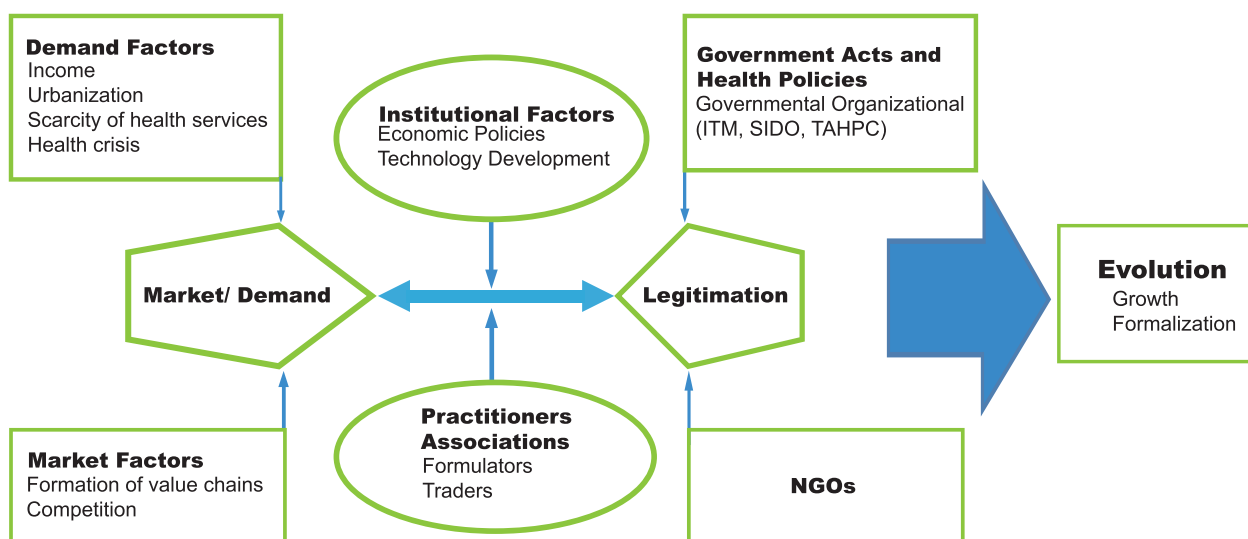 Demand Factors
Income
Urbanization
Scarcity of health services
Health crisis
Institutional Factors
Economic Policies
Technology Development
Government Acts and
Health Policies
Governmental Organizational
(ITM, SIDO, TAHPC)
Market/ Demand
Legitimation
Evolution
Growth
Formalization
Market Factors
Formation of value chains
Competition
Practitioners
Associations
Formulators
Traders
NGOs